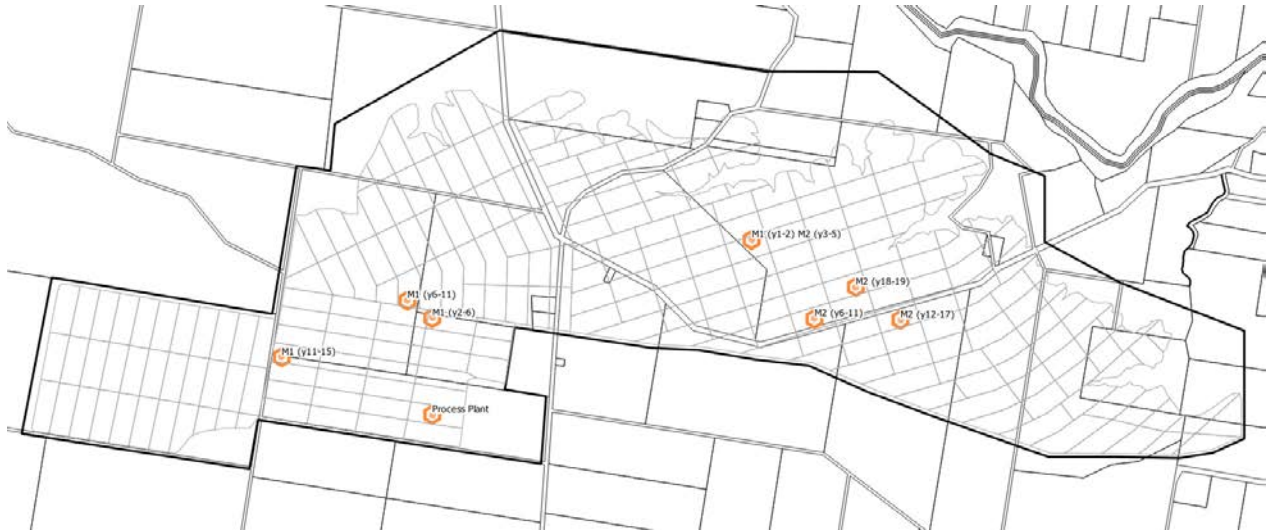 M1 (y1-2) M2 (y3-5)
M2 (y18-19)
M1 (y6-11)
M1 (y2-6)
M2 (y6-11)
M2 (y12-17)
M1 (y11-15)
Process Plant